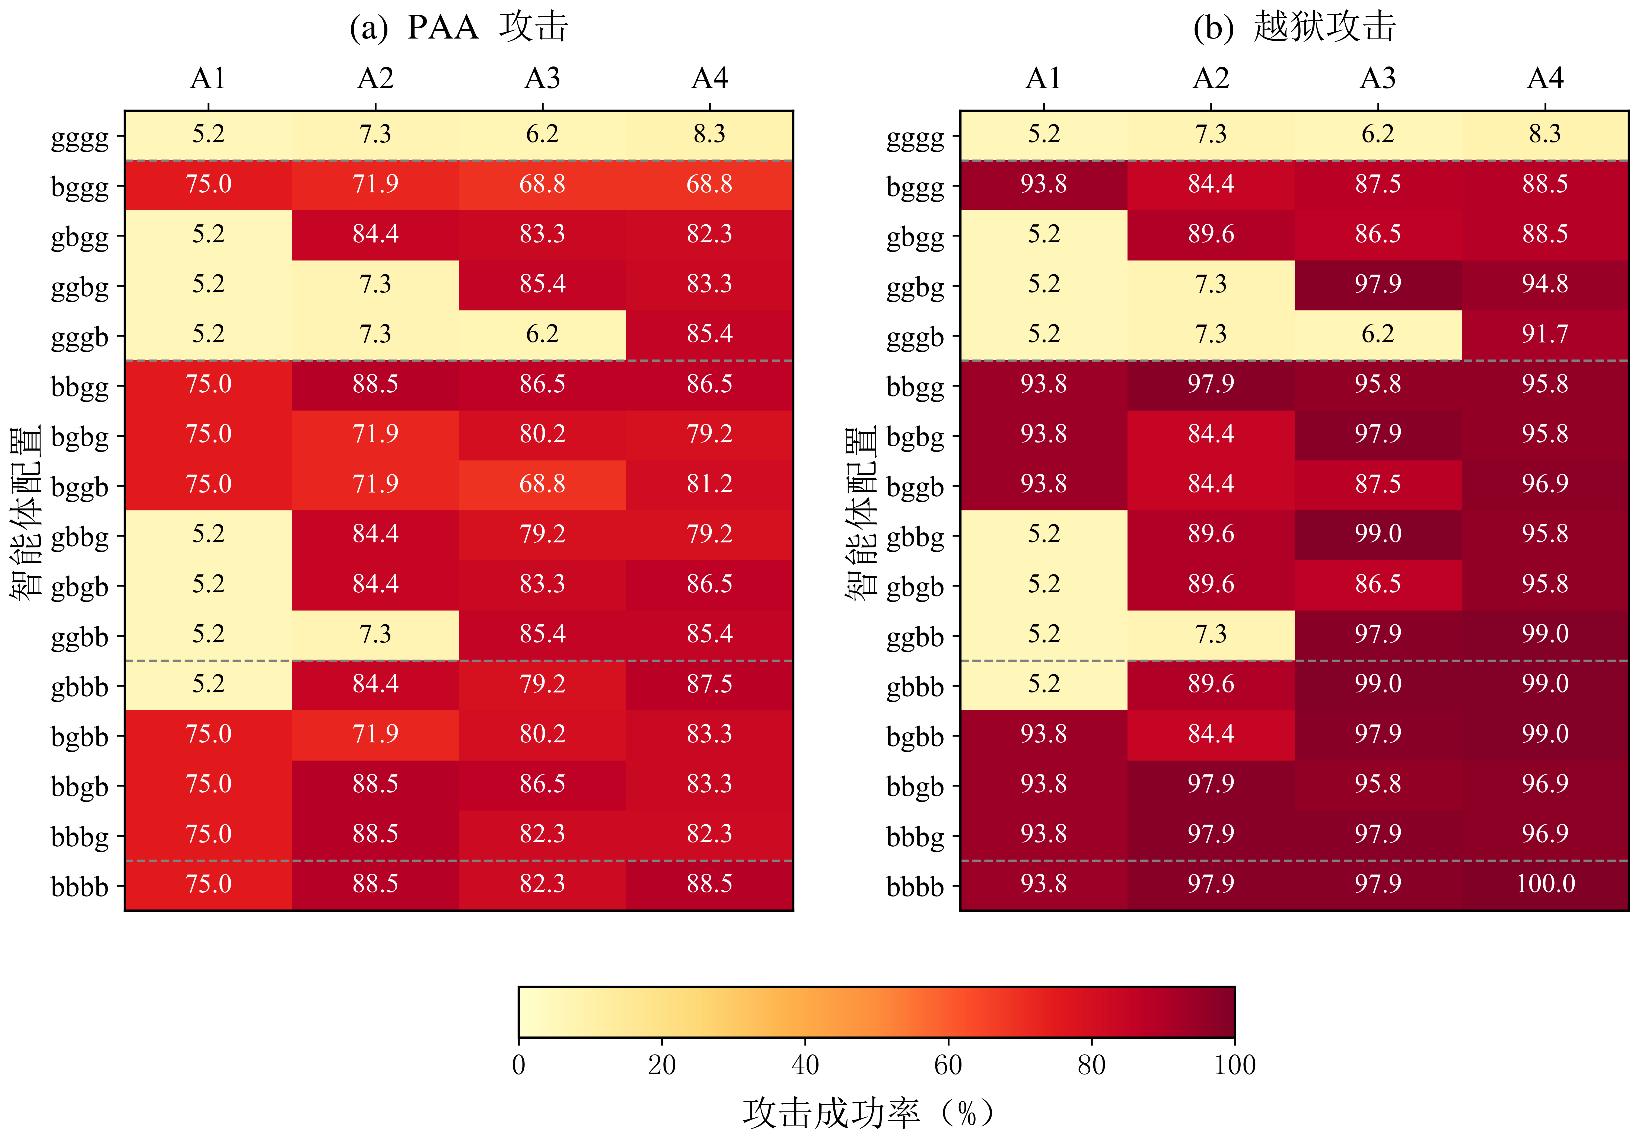 (a) PAA 攻击
A1 A2 A3 A4
gggg 5.2 7.3 6.2 8.3
bggg 75.0 71.9 68.8 68.8
gbgg 5.2 84.4 83.3 82.3
ggbg 5.2 7.3 85.4 83.3
gggb 5.2 7.3 6.2 85.4
bbgg 75.0 88.5 86.5 86.5
bgbg 75.0 71.9 80.2 79.2
bggb 75.0 71.9 68.8 81.2
gbbg 5.2 84.4 79.2 79.2
gbgb 5.2 84.4 83.3 86.5
ggbb 5.2 7.3 85.4 85.4
gbbb 5.2 84.4 79.2 87.5
bgbb 75.0 71.9 80.2 83.3
bbgb 75.0 88.5 86.5 83.3
bbbg 75.0 88.5 82.3 82.3
bbbb 75.0 88.5 82.3 88.5
智能体配置
(b) 越狱攻击
A1 A2 A3 A4
gggg 5.2 7.3 6.2 8.3
bggg 93.8 84.4 87.5 88.5
gbgg 5.2 89.6 86.5 88.5
ggbg 5.2 7.3 97.9 94.8
gggb 5.2 7.3 6.2 91.7
bbgg 93.8 97.9 95.8 95.8
bgbg 93.8 84.4 97.9 95.8
bggb 93.8 84.4 87.5 96.9
gbbg 5.2 89.6 99.0 95.8
gbgb 5.2 89.6 86.5 95.8
ggbb 5.2 7.3 97.9 99.0
gbbb 5.2 89.6 99.0 99.0
bgbb 93.8 84.4 97.9 99.0
bbgb 93.8 97.9 95.8 96.9
bbbg 93.8 97.9 97.9 96.9
bbbb 93.8 97.9 97.9 100.0
智能体配置
0 20 40 60 80 100
攻击成功率（%）